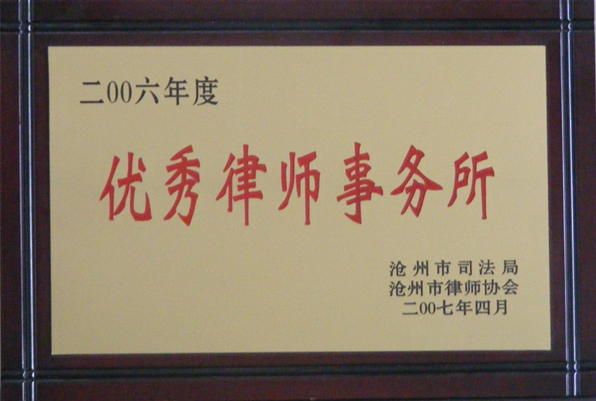 二00六年度
优秀律师事务所
沧州市司法局
沧州市律师协会
二00七年四月